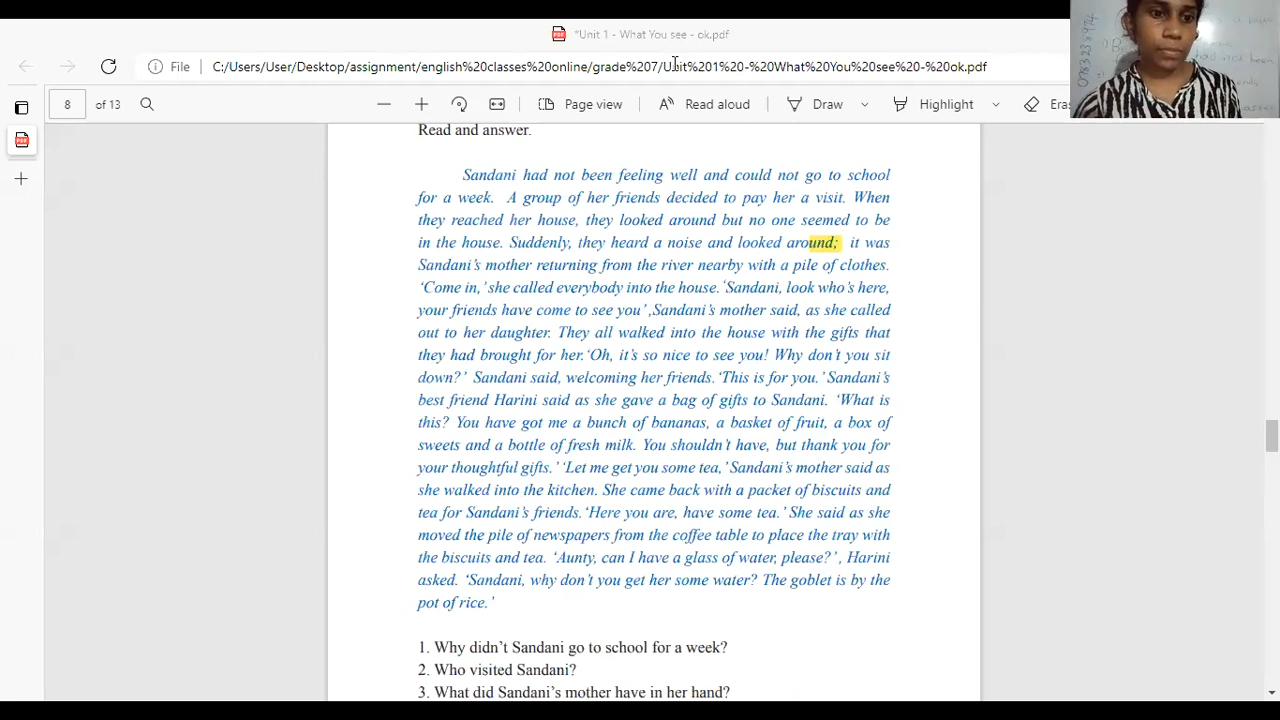 *Unit 1 - What You see - ok.pdf
File C:/Users/User/Desktop/assignment/english%20classes%20online/grade%207/Unit%201%20-%20What%20You%20see%20-%20ok.pdf
8 of 13 Page view Read aloud Draw Highlight Eras
Read and answer.
Sandani had not been feeling well and could not go to school
for a week. A group of her friends decided to pay her a visit. When
they reached her house, they looked around but no one seemed to be
in the house. Suddenly, they heard a noise and looked around; it was
Sandani's mother returning from the river nearby with a pile of clothes.
‘Come in,’ she called everybody into the house.‘Sandani, look who's here,
your friends have come to see you’ ,Sandani's mother said, as she called
out to her daughter. They all walked into the house with the gifts that
they had brought for her.‘Oh, it's so nice to see you! Why don't you sit
down?’ Sandani said, welcoming her friends.‘This is for you.’ Sandani's
best friend Harini said as she gave a bag of gifts to Sandani. ‘What is
this? You have got me a bunch of bananas, a basket of fruit, a box of
sweets and a bottle of fresh milk. You shouldn't have, but thank you for
your thoughtful gifts.’ ‘Let me get you some tea,’ Sandani's mother said as
she walked into the kitchen. She came back with a packet of biscuits and
tea for Sandani's friends.‘Here you are, have some tea.’ She said as she
moved the pile of newspapers from the coffee table to place the tray with
the biscuits and tea. ‘Aunty, can I have a glass of water, please?’, Harini
asked. ‘Sandani, why don't you get her some water? The goblet is by the
pot of rice.’
1. Why didn't Sandani go to school for a week?
2. Who visited Sandani?
3. What did Sandani's mother have in her hand?